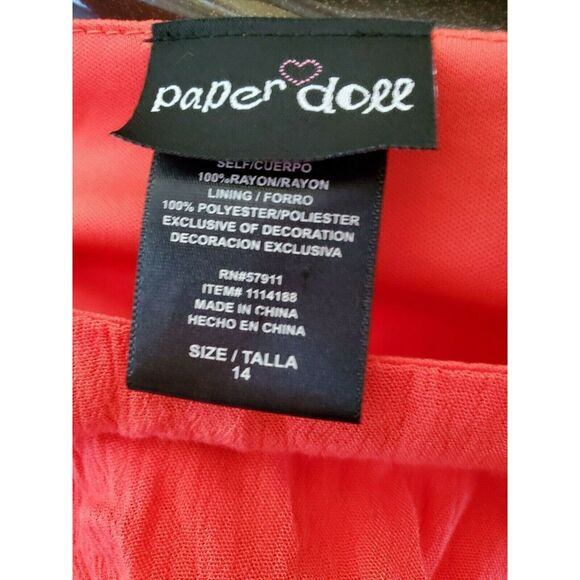 paper doll
SELF/CUERPO
100%RAYON/RAYON
LINING / FORRO
100% POLYESTER/POLIESTER
EXCLUSIVE OF DECORATION
DECORACION EXCLUSIVA
RN#57911
ITEM# 1114188
MADE IN CHINA
HECHO EN CHINA
SIZE / TALLA
14